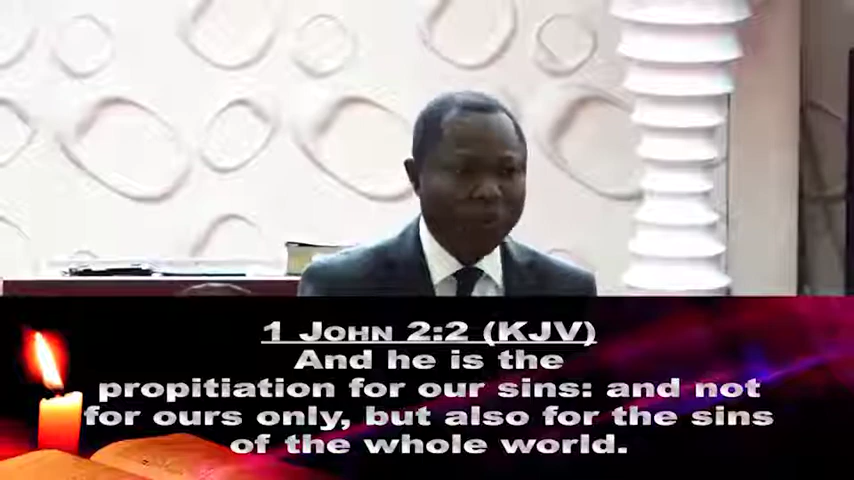 1 John 2:2 (KJV)
And he is the
propitiation for our sins: and not
for ours only, but also for the sins
of the whole world.